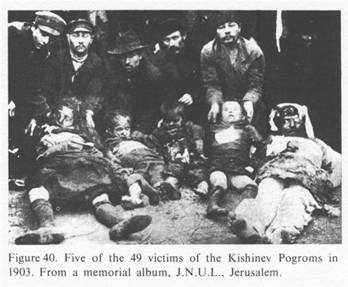 Figure 40. Five of the 49 victims of the Kishinev Pogroms in
1903. From a memorial album, J.N.U.L., Jerusalem.